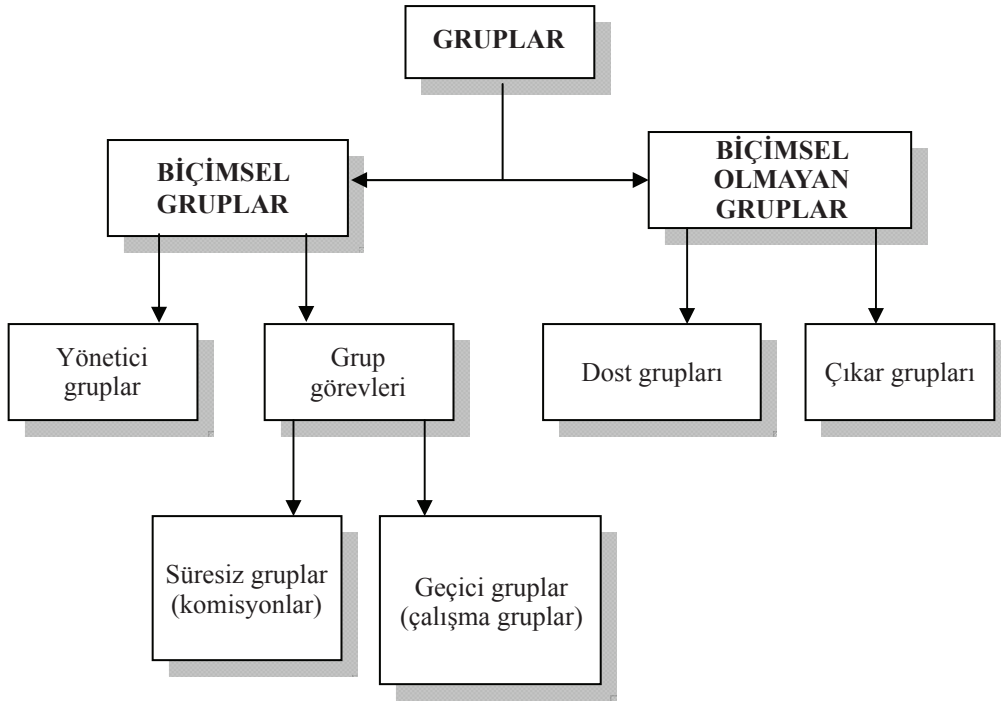 GRUPLAR
BİÇİMSEL
GRUPLAR
BİÇİMSEL
OLMAYAN
GRUPLAR
Yönetici
gruplar
Grup
görevleri
Dost grupları
Çıkar grupları
Süresiz gruplar
(komisyonlar)
Geçici gruplar
(çalışma gruplar)